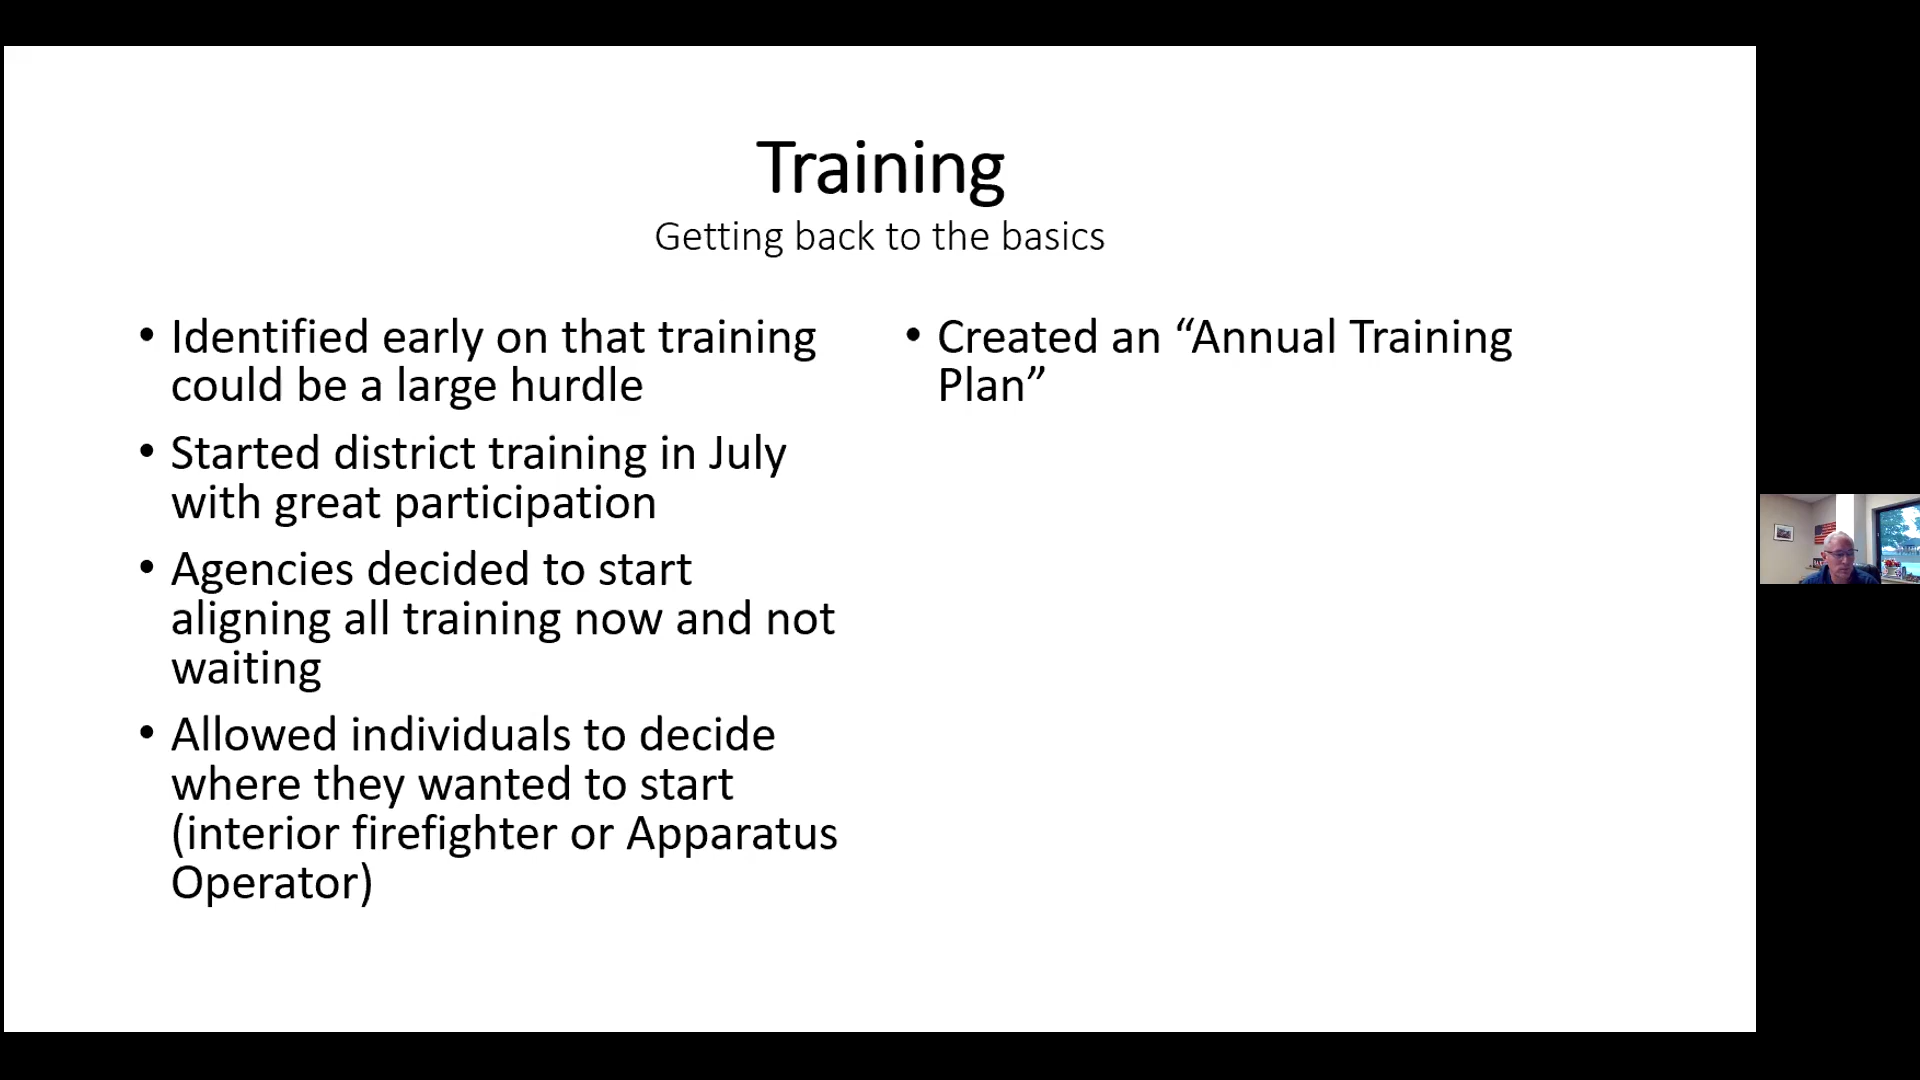 Training
Getting back to the basics
• Identified early on that training
could be a large hurdle
• Started district training in July
with great participation
• Agencies decided to start
aligning all training now and not
waiting
• Allowed individuals to decide
where they wanted to start
(interior firefighter or Apparatus
Operator)
• Created an “Annual Training
Plan”